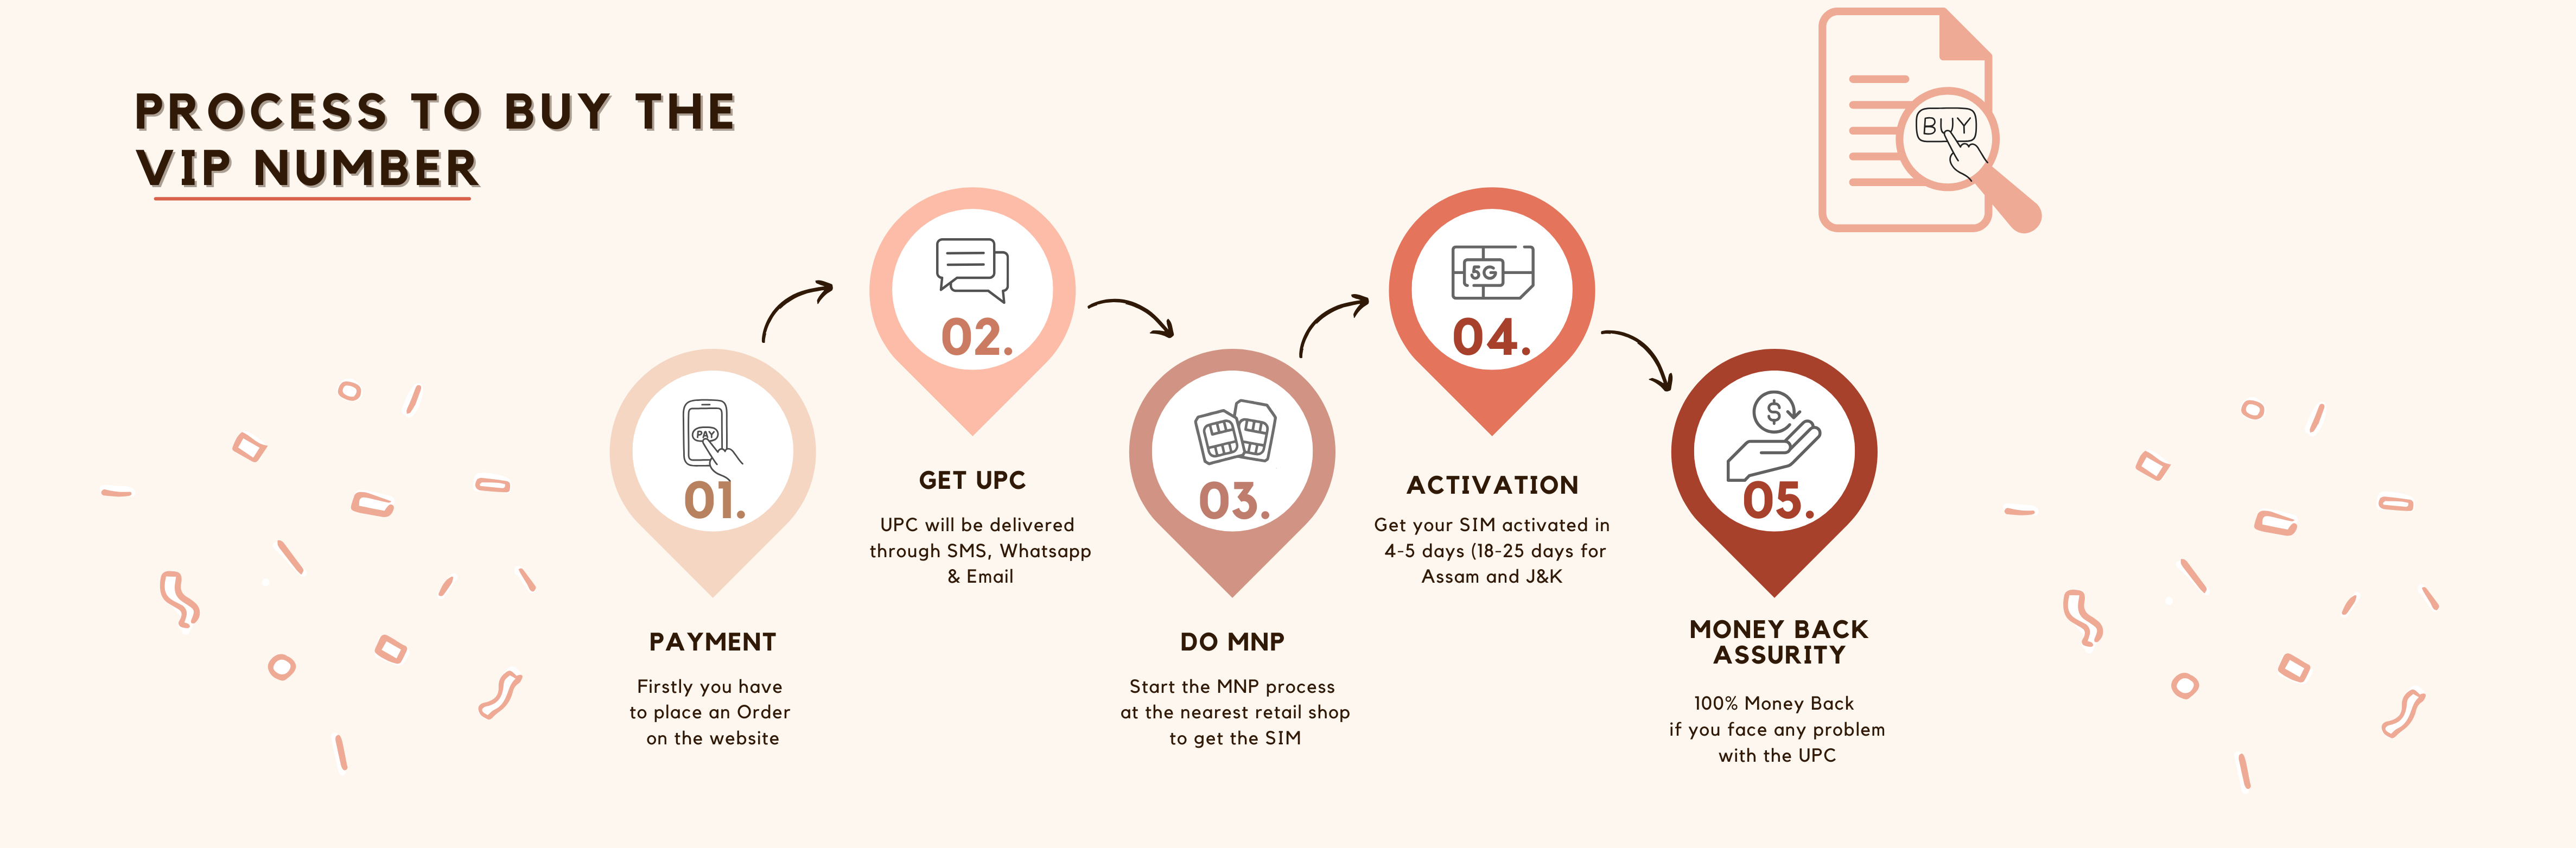 PROCESS TO BUY THE
VIP NUMBER
BUY
PAY
01.
PAYMENT
Firstly you have
to place an Order
on the website
02.
GET UPC
UPC will be delivered
through SMS, Whatsapp
& Email
03.
DO MNP
Start the MNP process
at the nearest retail shop
to get the SIM
5G
04.
ACTIVATION
Get your SIM activated in
4-5 days (18-25 days for
Assam and J&K
$
05.
MONEY BACK
ASSURITY
100% Money Back
if you face any problem
with the UPC